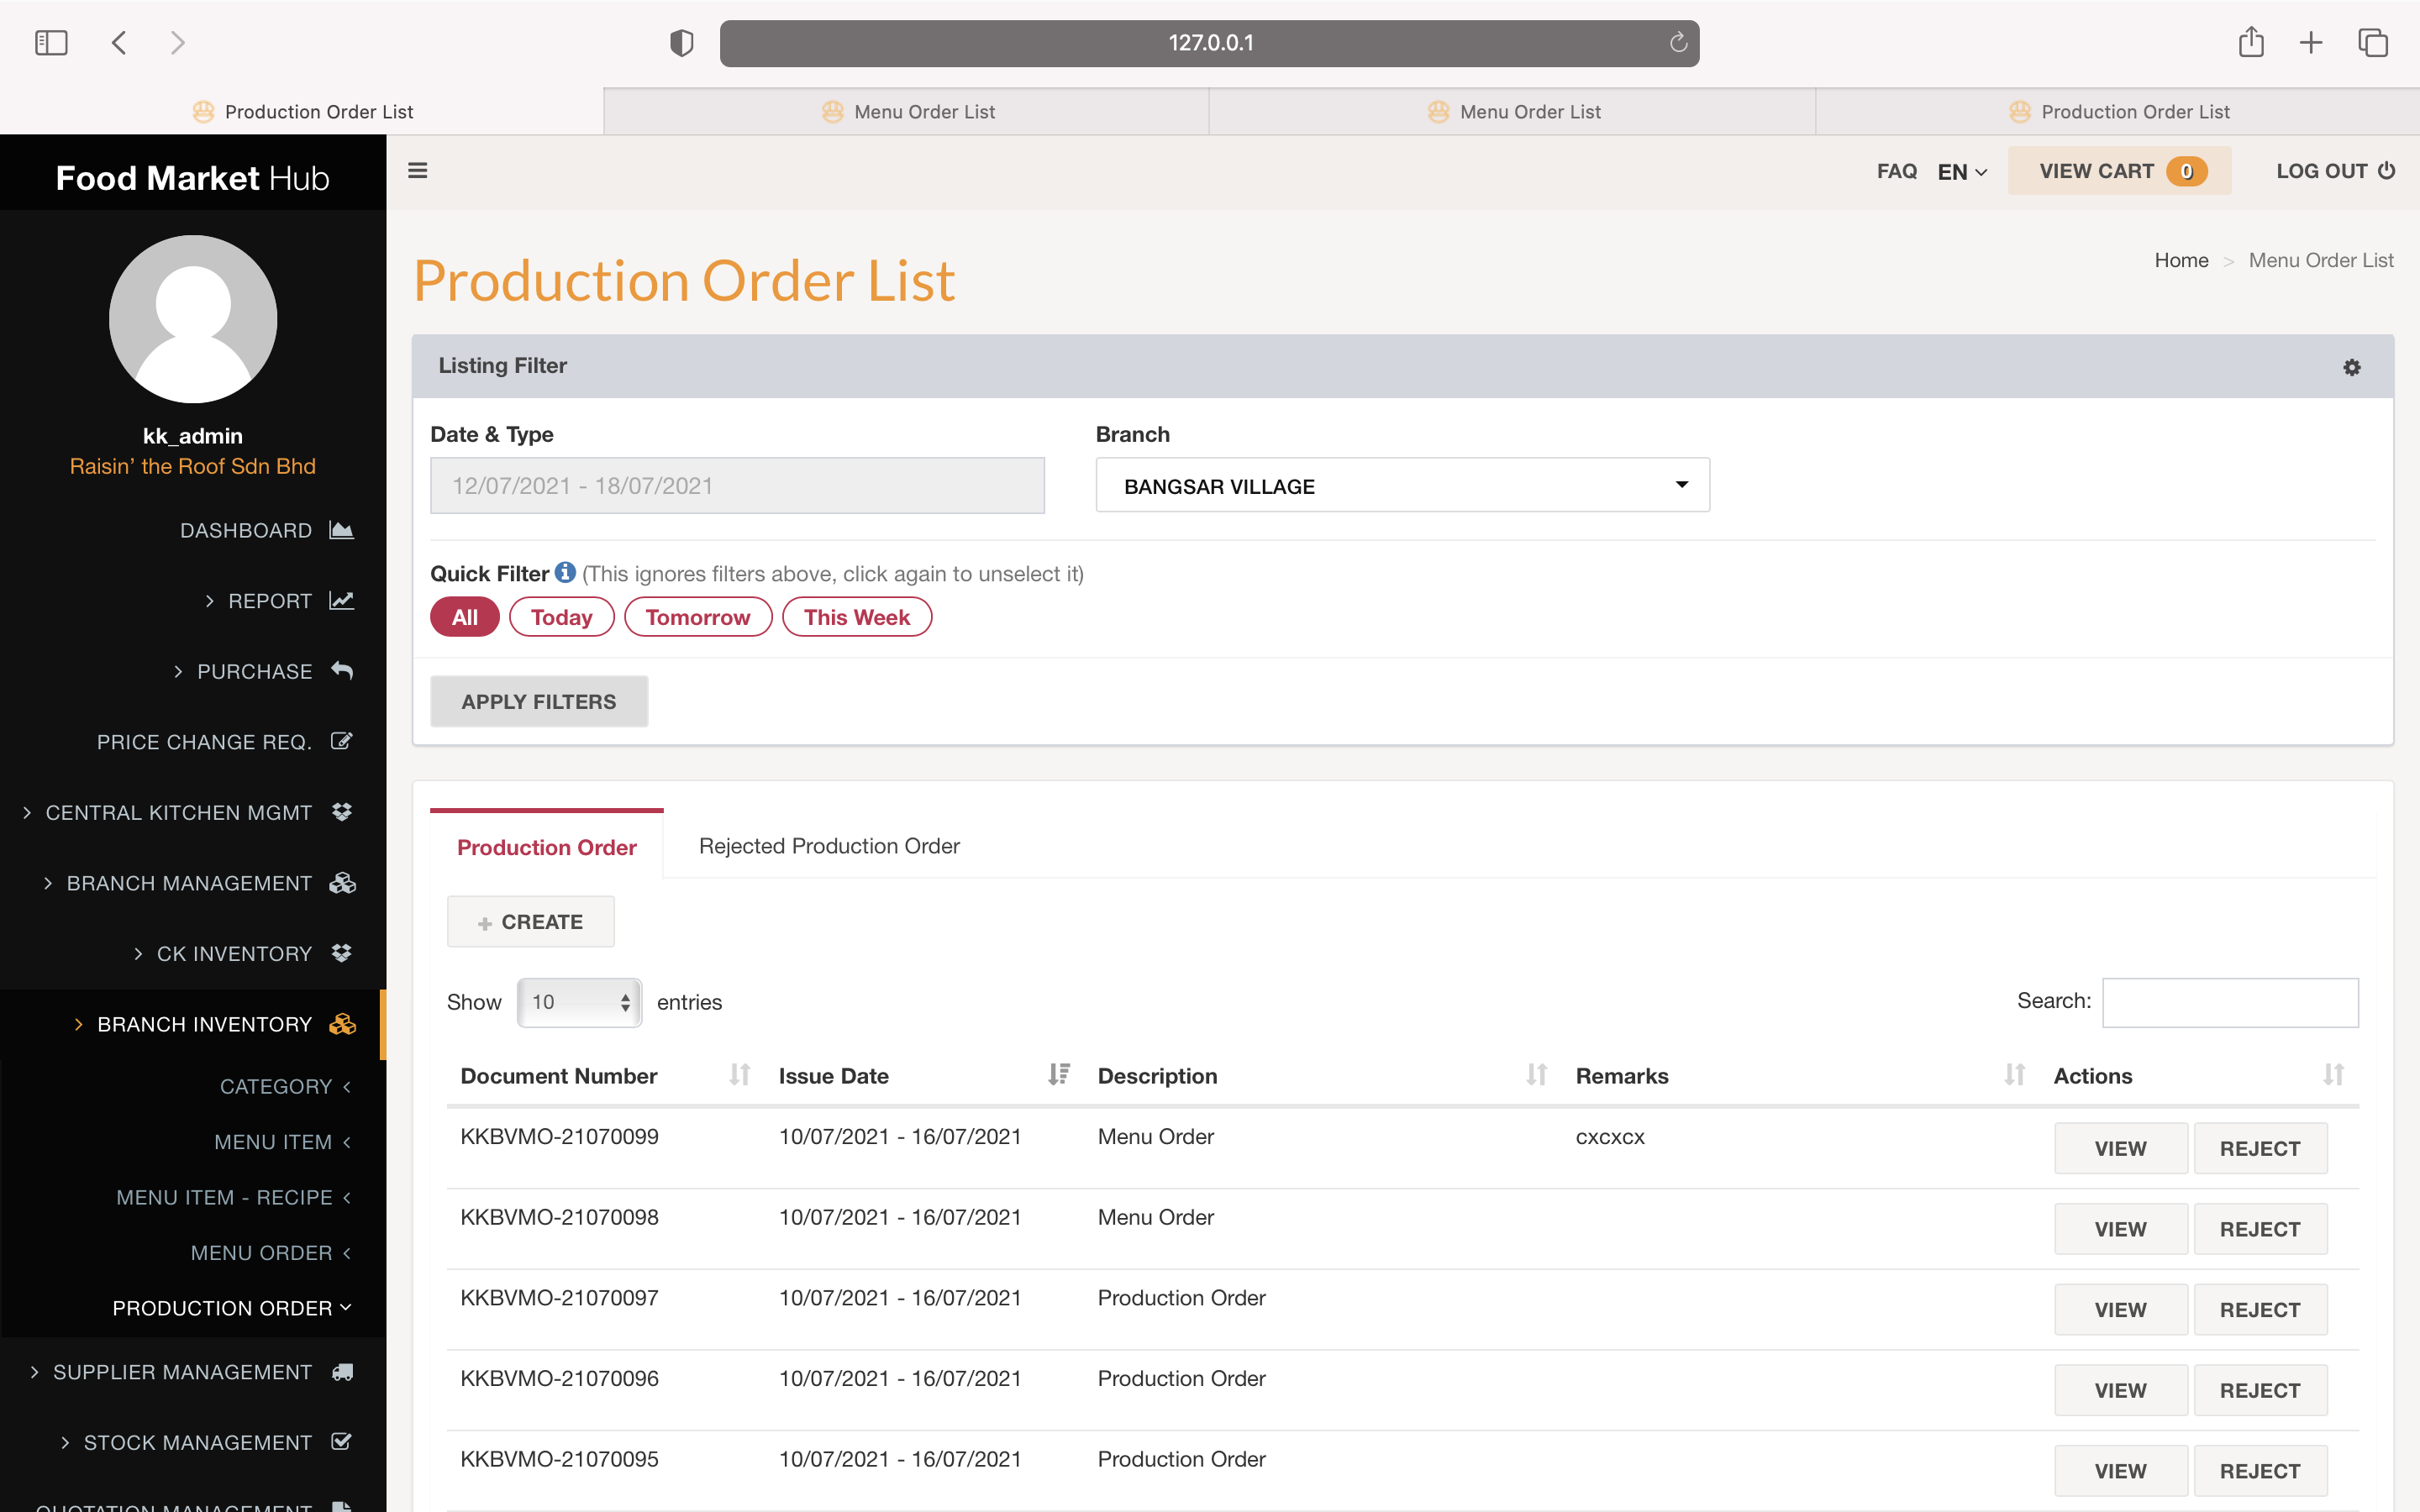 127.0.0.1
Production Order List
Menu Order List
Menu Order List
Production Order List
Food Market Hub
FAQ EN VIEW CART 0 LOG OUT
kk_admin
Raisin’ the Roof Sdn Bhd
DASHBOARD
REPORT
PURCHASE
PRICE CHANGE REQ.
CENTRAL KITCHEN MGMT
BRANCH MANAGEMENT
CK INVENTORY
BRANCH INVENTORY
CATEGORY
MENU ITEM
MENU ITEM - RECIPE
MENU ORDER
PRODUCTION ORDER
SUPPLIER MANAGEMENT
STOCK MANAGEMENT
QUOTATION MANAGEMENT
Production Order List
Home > Menu Order List
Listing Filter
Date & Type
12/07/2021 - 18/07/2021
Branch
BANGSAR VILLAGE
Quick Filter (This ignores filters above, click again to unselect it)
All Today Tomorrow This Week
APPLY FILTERS
Production Order
Rejected Production Order
+ CREATE
Show 10 entries
Search:
Document Number Issue Date Description Remarks Actions
KKBVMO-21070099 10/07/2021 - 16/07/2021 Menu Order cxcxcx VIEW REJECT
KKBVMO-21070098 10/07/2021 - 16/07/2021 Menu Order VIEW REJECT
KKBVMO-21070097 10/07/2021 - 16/07/2021 Production Order VIEW REJECT
KKBVMO-21070096 10/07/2021 - 16/07/2021 Production Order VIEW REJECT
KKBVMO-21070095 10/07/2021 - 16/07/2021 Production Order VIEW REJECT